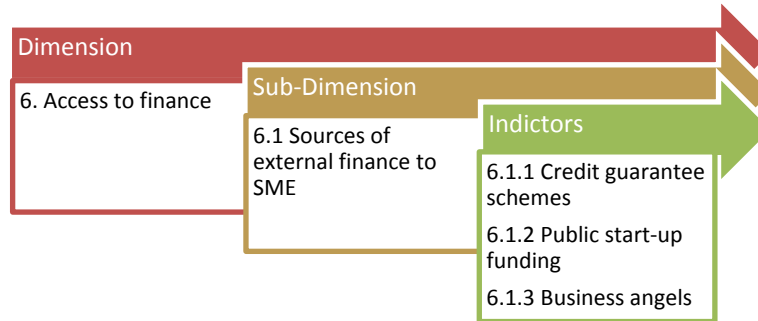 Dimension
6. Access to finance
Sub-Dimension
6.1 Sources of
external finance to
SME
Indictors
6.1.1 Credit guarantee
schemes
6.1.2 Public start-up
funding
6.1.3 Business angels